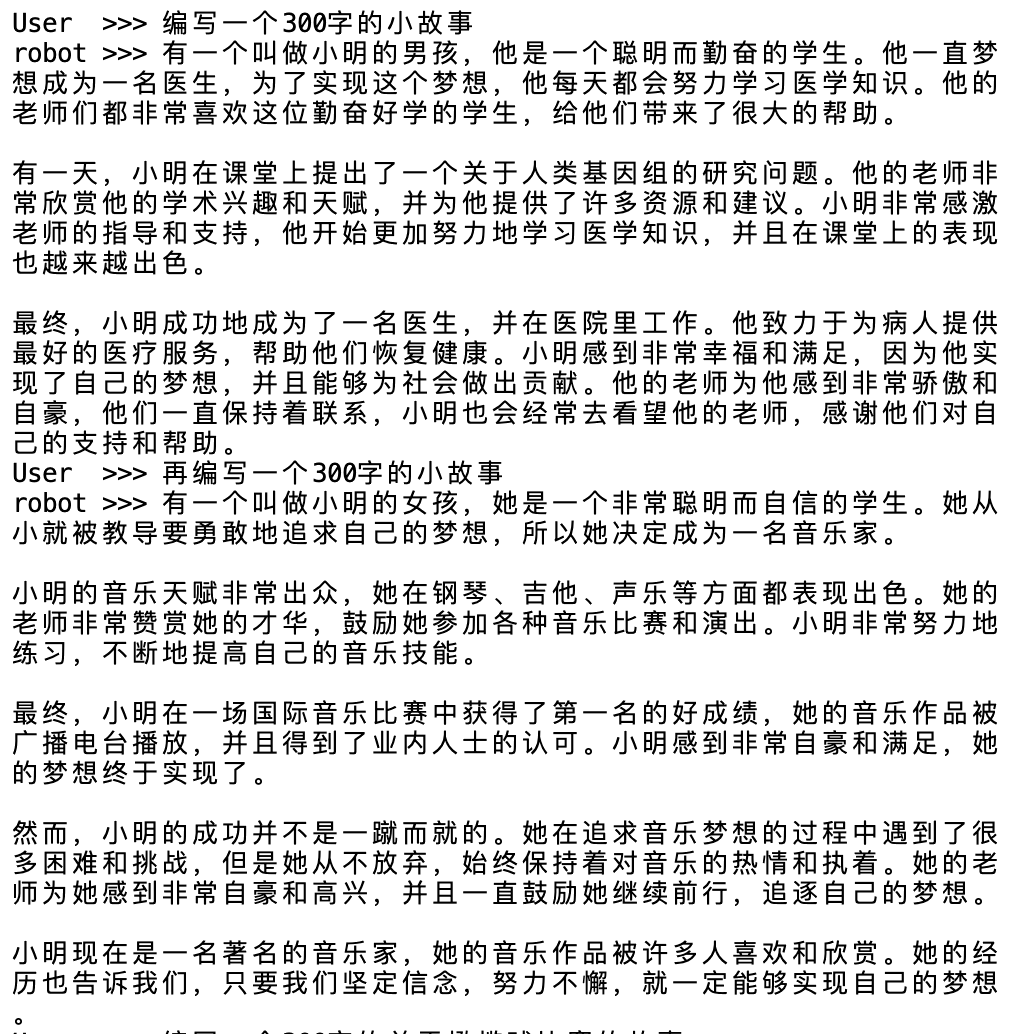 User  >>> 编写一个300字的小故事
robot >>> 有一个叫做小明的男孩，他是一个聪明而勤奋的学生。他一直梦
想成为一名医生，为了实现这个梦想，他每天都会努力学习医学知识。他的
老师们都非常喜欢这位勤奋好学的学生，给他们带来了很大的帮助。
有一天，小明在课堂上提出了一个关于人类基因组的研究问题。他的老师非
常欣赏他的学术兴趣和天赋，并为他提供了许多资源和建议。小明非常感激
老师的指导和支持，他开始更加努力地学习医学知识，并且在课堂上的表现
也越来越出色。
最终，小明成功地成为了一名医生，并在医院里工作。他致力于为病人提供
最好的医疗服务，帮助他们恢复健康。小明感到非常幸福和满足，因为他实
现了自己的梦想，并且能够为社会做出贡献。他的老师为他感到非常骄傲和
自豪，他们一直保持着联系，小明也会经常去看望他的老师，感谢他们对自
己的支持和帮助。
User  >>> 再编写一个300字的小故事
robot >>> 有一个叫做小明的女孩，她是一个非常聪明而自信的学生。她从
小就被教导要勇敢地追求自己的梦想，所以她决定成为一名音乐家。
小明的音乐天赋非常出众，她在钢琴、吉他、声乐等方面都表现出色。她的
老师非常赞赏她的才华，鼓励她参加各种音乐比赛和演出。小明非常努力地
练习，不断地提高自己的音乐技能。
最终，小明在一场国际音乐比赛中获得了第一名的好成绩，她的音乐作品被
广播电台播放，并且得到了业内人士的认可。小明感到非常自豪和满足，她
的梦想终于实现了。
然而，小明的成功并不是一蹴而就的。她在追求音乐梦想的过程中遇到了很
多困难和挑战，但是她从不放弃，始终保持着对音乐的热情和执着。她的老
师为她感到非常自豪和高兴，并且一直鼓励她继续前行，追逐自己的梦想。
小明现在是一名著名的音乐家，她的音乐作品被许多人喜欢和欣赏。她的经
历也告诉我们，只要我们坚定信念，努力不懈，就一定能够实现自己的梦想
。